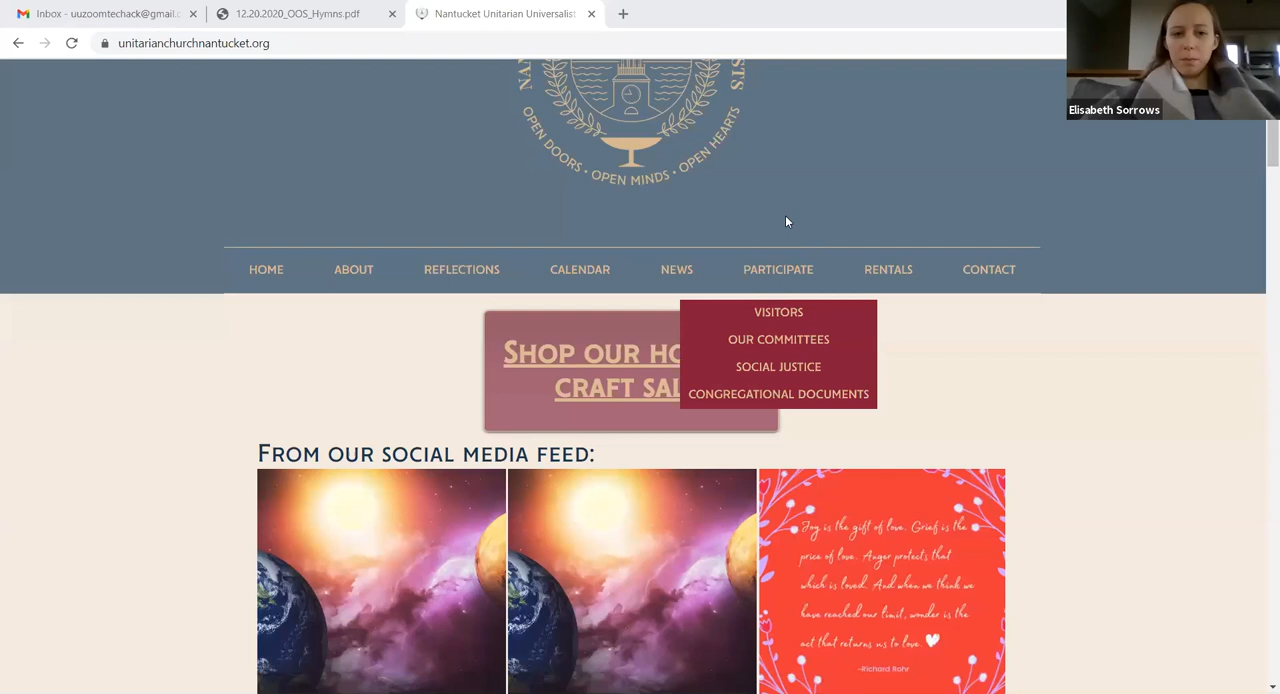 Inbox - uuzoomtechack@gmail.c
12.20.2020_OOS_Hymns.pdf
Nantucket Unitarian Universalist
unitarianchurchnantucket.org
Elisabeth Sorrows
OPEN DOORS • OPEN MINDS • OPEN HEARTS
HOME ABOUT REFLECTIONS CALENDAR NEWS PARTICIPATE RENTALS CONTACT
VISITORS
OUR COMMITTEES
SOCIAL JUSTICE
CONGREGATIONAL DOCUMENTS
SHOP OUR HO
CRAFT SAL
FROM OUR SOCIAL MEDIA FEED:
Joy is the gift of love. Grief is the
price of love. Anger protects that
which is loved. And when we think we
have reached our limit, wonder is the
act that returns us to love.
~Richard Rohr